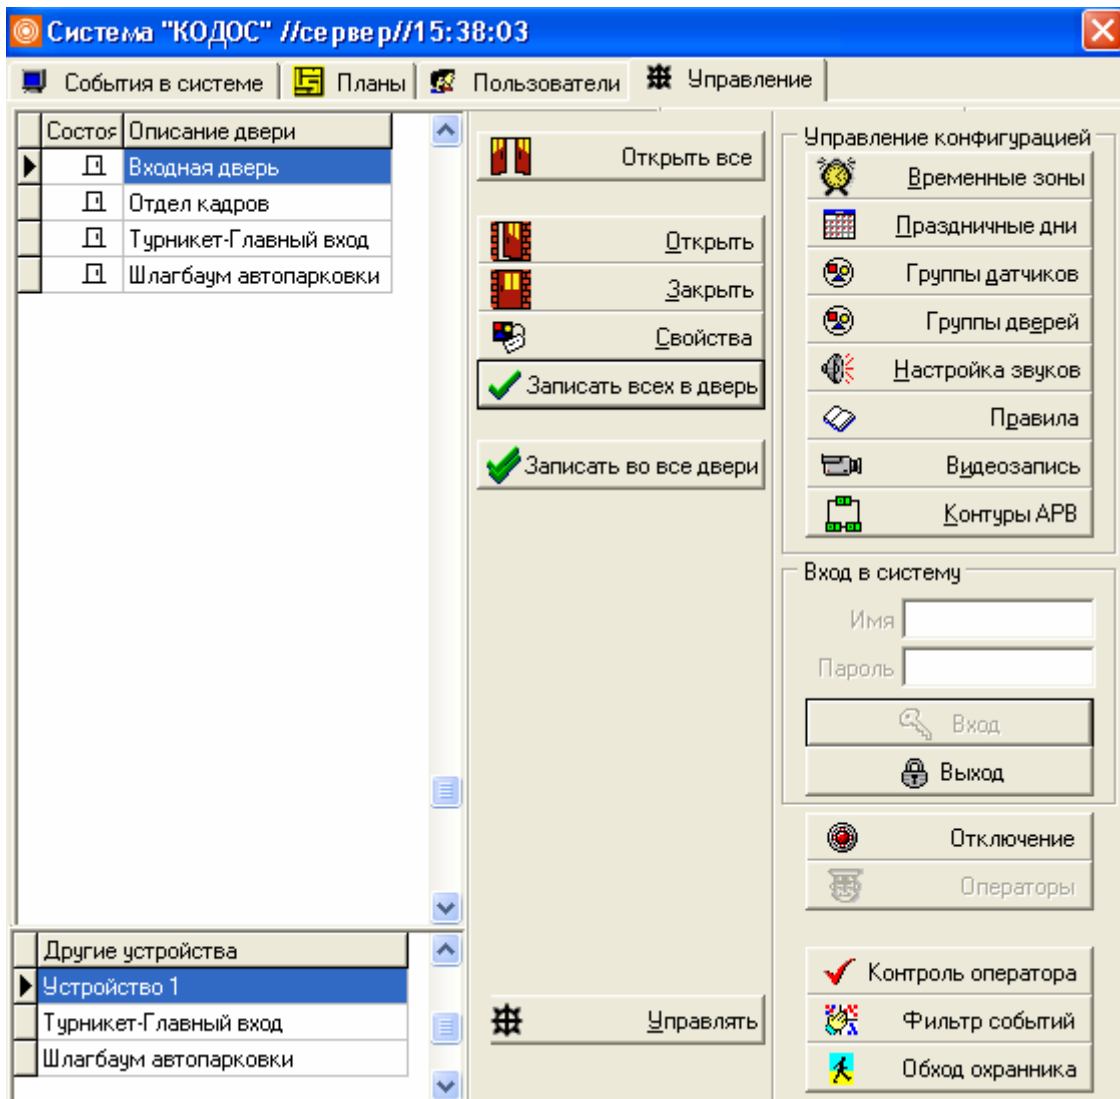 Система "КОДОС" //сервер//15:38:03
События в системе
Планы
Пользователи
Управление
Состоя
Описание двери
Входная дверь
Отдел кадров
Турникет-Главный вход
Шлагбаум автопарковки
Другие устройства
Устройство 1
Турникет-Главный вход
Шлагбаум автопарковки
Открыть все
Открыть
Закрыть
Свойства
Записать всех в дверь
Записать во все двери
Управлять
Управление конфигурацией
Временные зоны
Праздничные дни
Группы датчиков
Группы дверей
Настройка звуков
Правила
Видеозапись
Контуры АРВ
Вход в систему
Имя
Пароль
Вход
Выход
Отключение
Операторы
Контроль оператора
Фильтр событий
Обход охранника